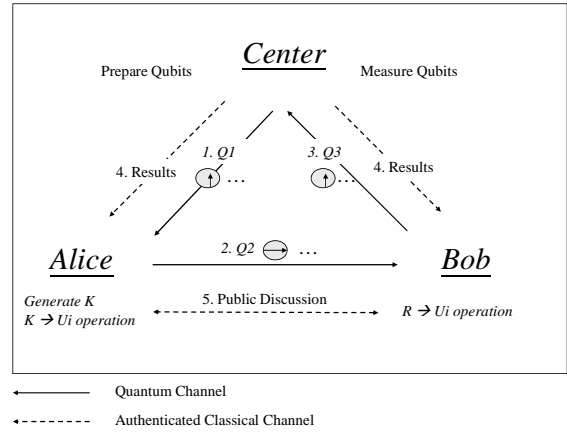 Center
Prepare Qubits
Measure Qubits
1. Q1
3. Q3
4. Results
...
...
4. Results
Alice
2. Q2
...
Bob
Generate K
K → Ui operation
5. Public Discussion
R → Ui operation
Quantum Channel
Authenticated Classical Channel